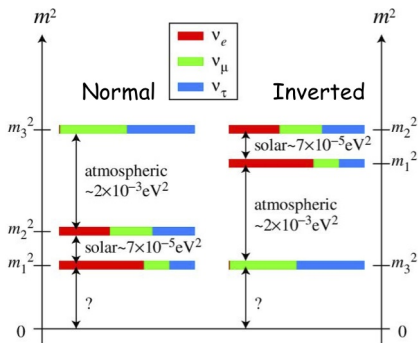 m²
m²
νₑ
ν_μ
ν_τ
Normal
Inverted
m₃²
m₂²
solar~7×10⁻⁵eV²
m₁²
atmospheric
~2×10⁻³eV²
atmospheric
~2×10⁻³eV²
m₂²
solar~7×10⁻⁵eV²
m₁²
m₃²
?
?
0
0